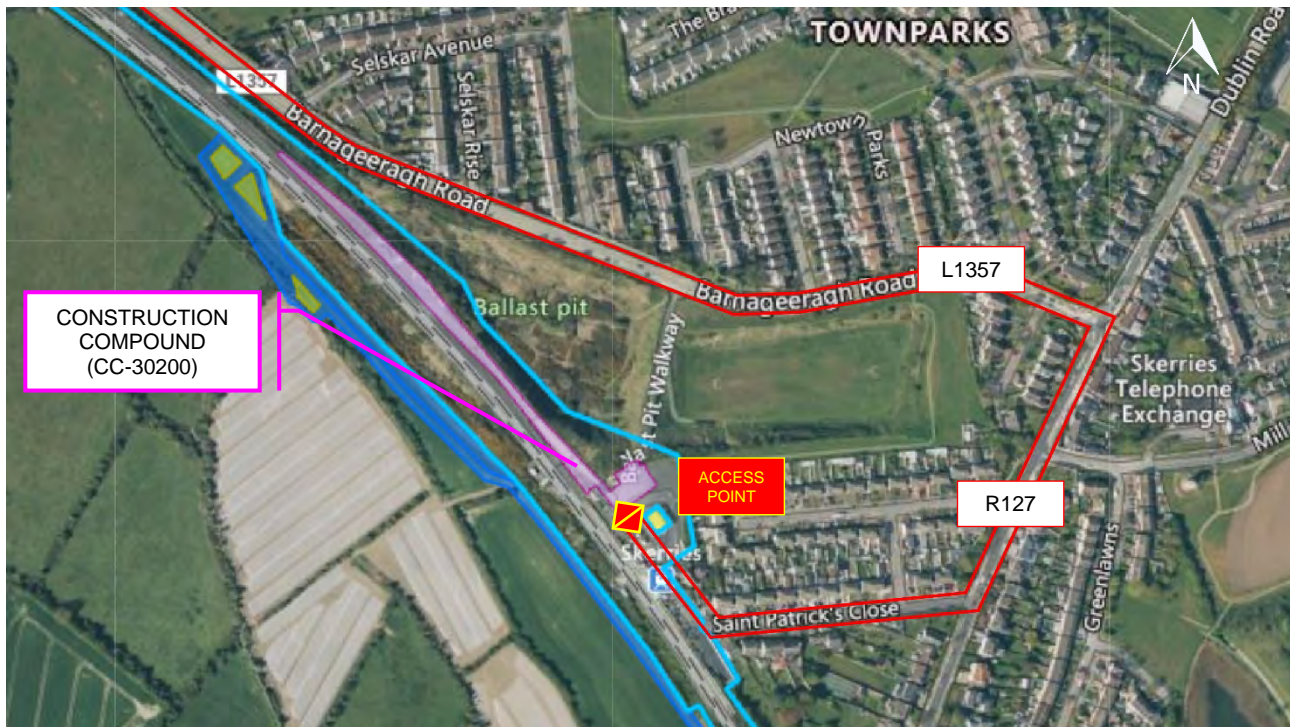 The Bra
TOWNPARKS
Dublin Roa
N
Selskar Avenue
L1357
Selskar Rise
Newtown
Parks
Barnageeragh Road
L1357
Barnageeragh Road
CONSTRUCTION
COMPOUND
(CC-30200)
Ballast pit
Ballast Pit Walkway
Skerries
Telephone
Exchange
Mill
ACCESS
POINT
R127
Skerries
Saint Patrick's Close
Greenlawns